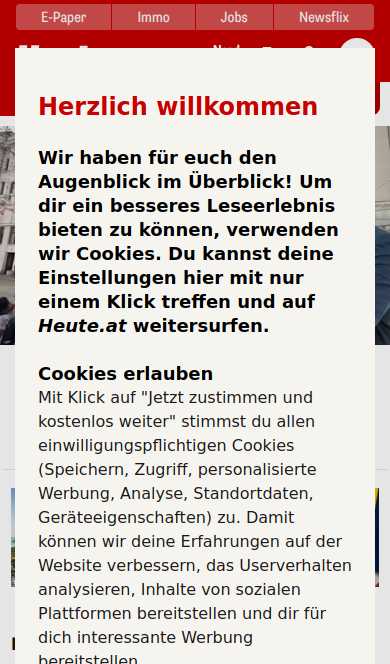 E-Paper
Immo
Jobs
Newsflix
Herzlich willkommen
Wir haben für euch den
Augenblick im Überblick! Um
dir ein besseres Leseerlebnis
bieten zu können, verwenden
wir Cookies. Du kannst deine
Einstellungen hier mit nur
einem Klick treffen und auf
Heute.at weitersurfen.
Cookies erlauben
Mit Klick auf "Jetzt zustimmen und
kostenlos weiter" stimmst du allen
einwilligungspflichtigen Cookies
(Speichern, Zugriff, personalisierte
Werbung, Analyse, Standortdaten,
Geräteeigenschaften) zu. Damit
können wir deine Erfahrungen auf der
Website verbessern, das Userverhalten
analysieren, Inhalte von sozialen
Plattformen bereitstellen und dir für
dich interessante Werbung
bereitstellen